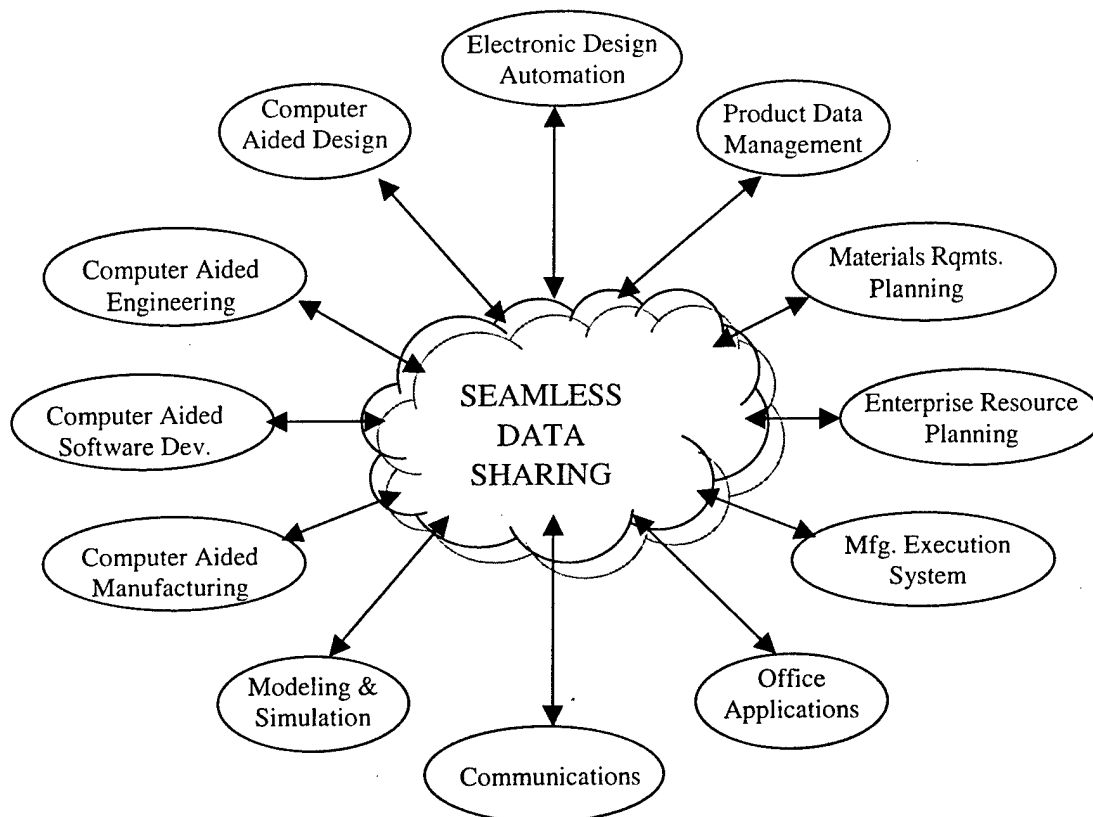 Electronic Design
Automation
Computer
Aided Design
Product Data
Management
Computer Aided
Engineering
Materials Rqmts.
Planning
SEAMLESS
DATA
SHARING
Computer Aided
Software Dev.
Enterprise Resource
Planning
Computer Aided
Manufacturing
Mfg. Execution
System
Modeling &
Simulation
Office
Applications
Communications